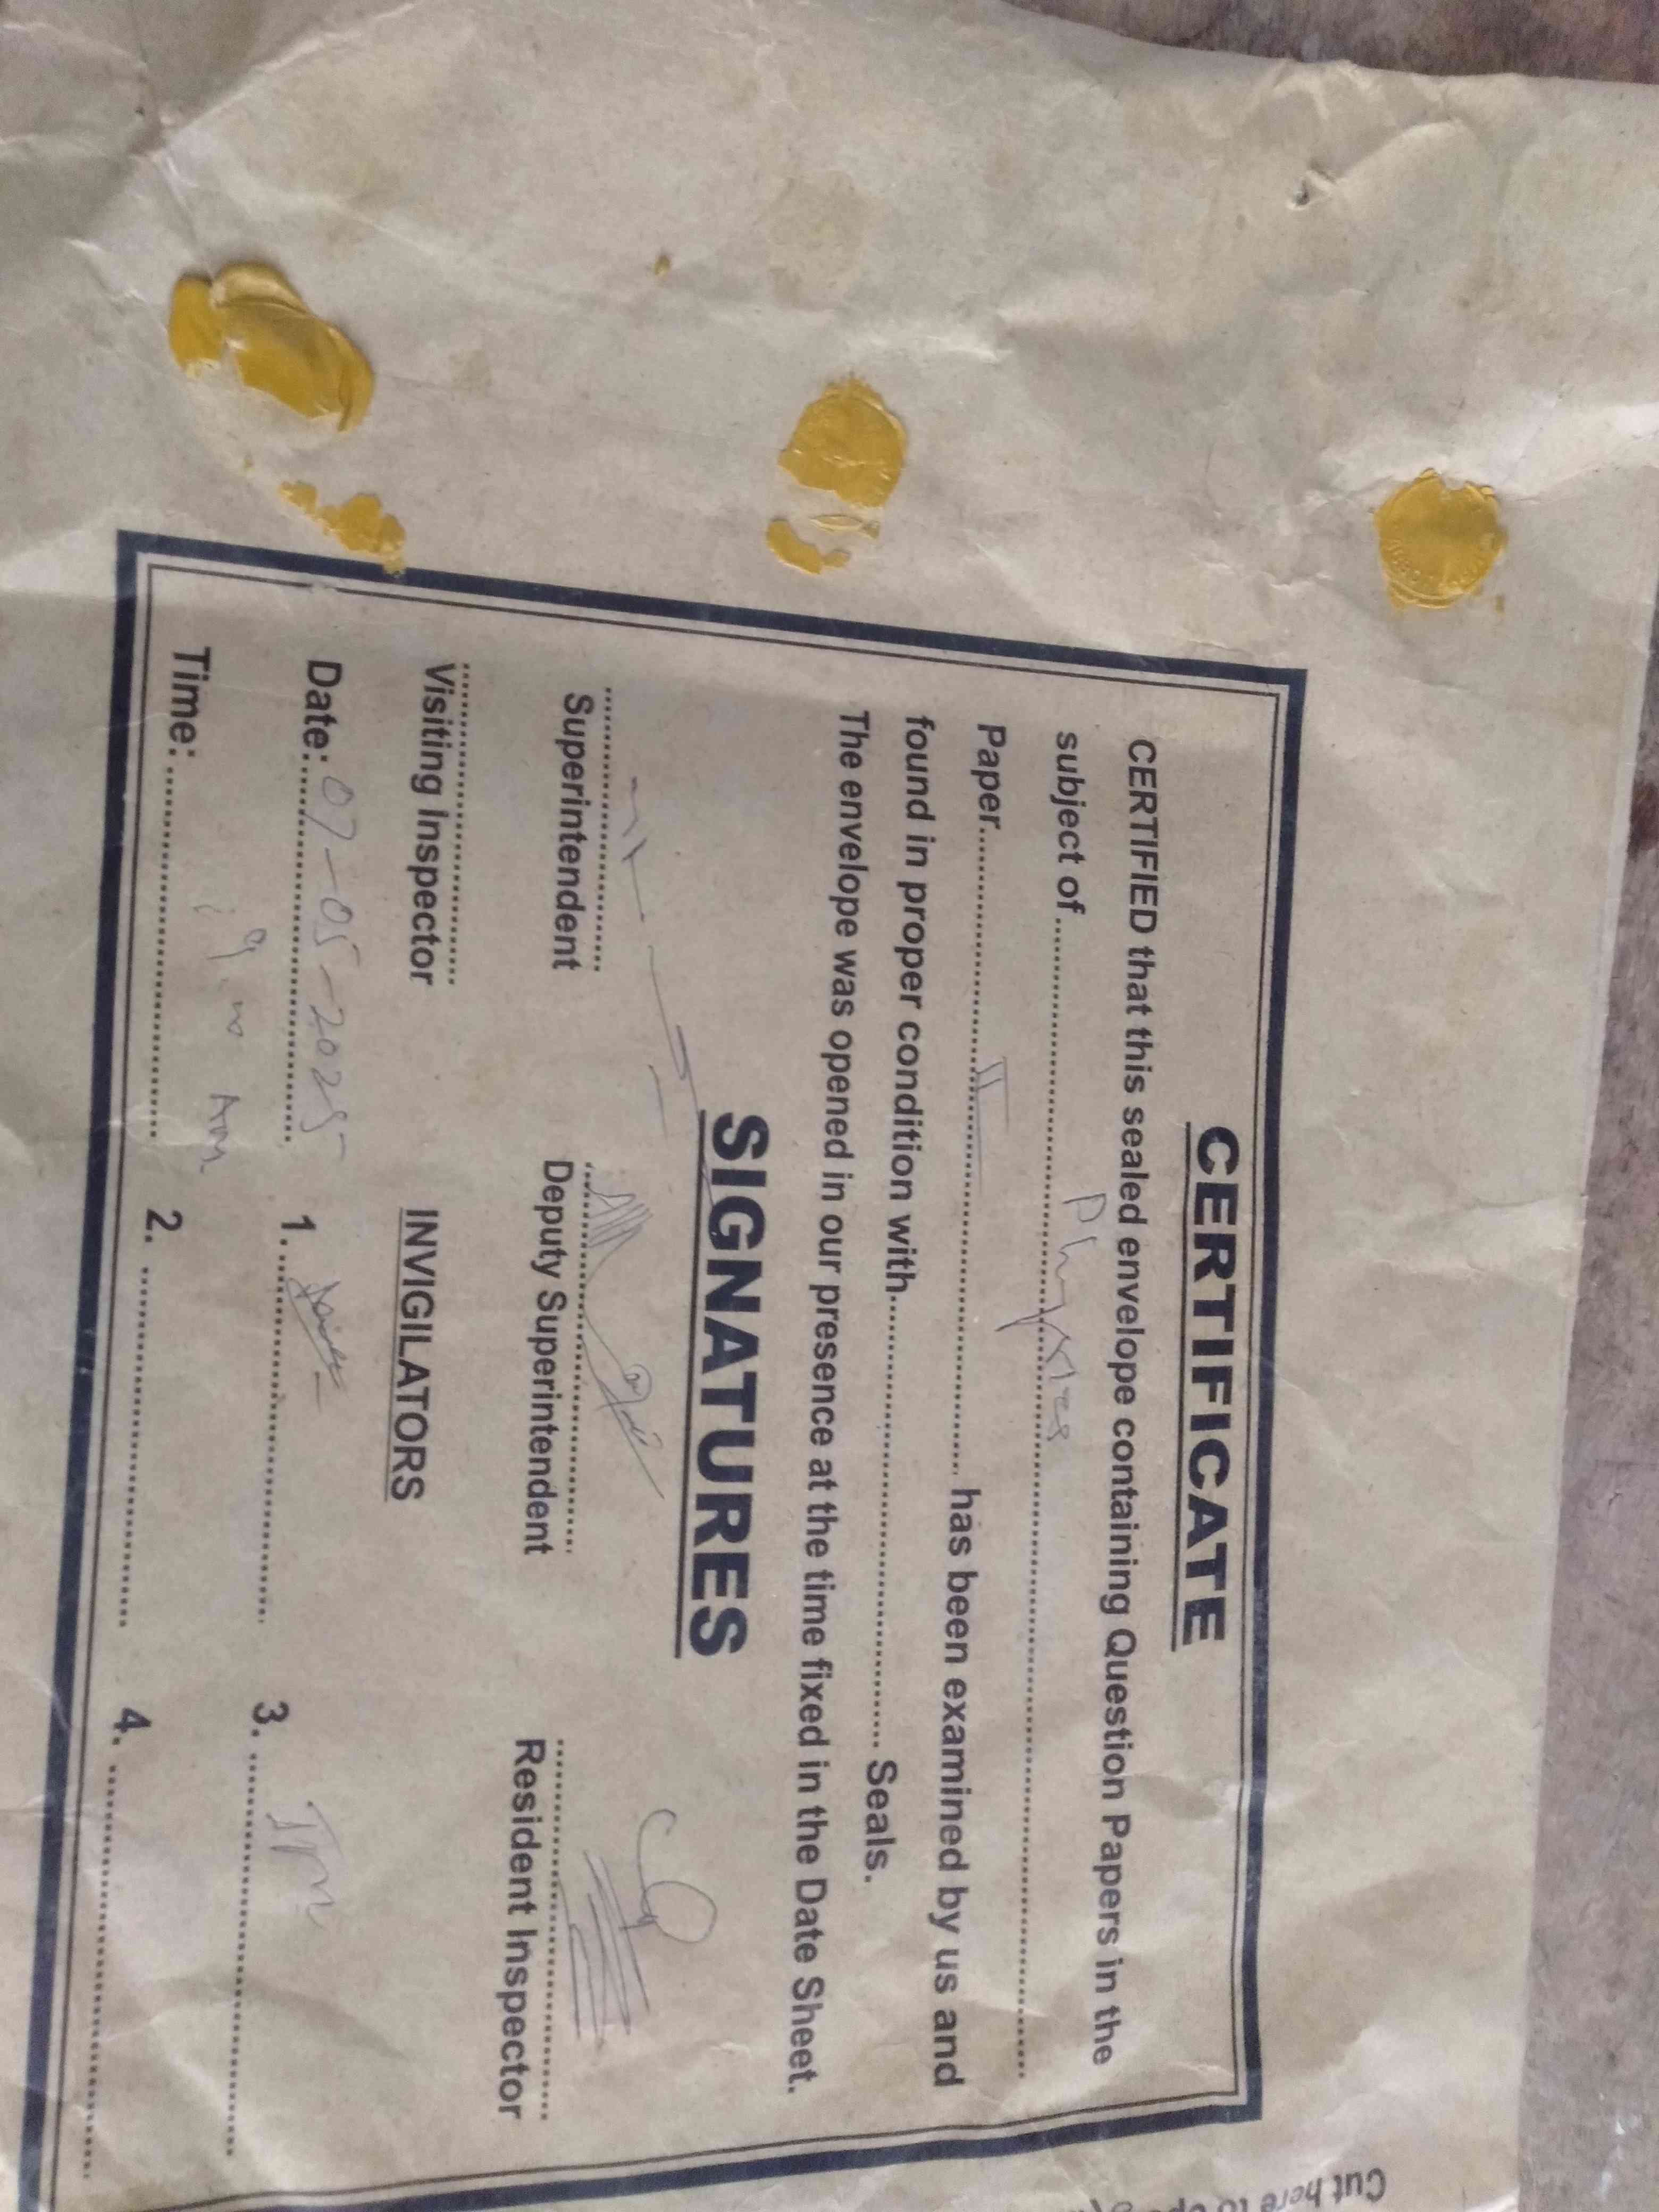 CERTIFICATE
CERTIFIED that this sealed envelope containing Question Papers in the
subject of.......... Physics ..........
Paper.......... II .......... has been examined by us and
found in proper condition with.......... Seals.
The envelope was opened in our presence at the time fixed in the Date Sheet.
SIGNATURES
Superintendent Deputy Superintendent Resident Inspector
Visiting Inspector INVIGILATORS
Date: 07-05-2025 1. .......... 3. ..........
Time: .......... Am 2. .......... 4. ..........
Cut here to